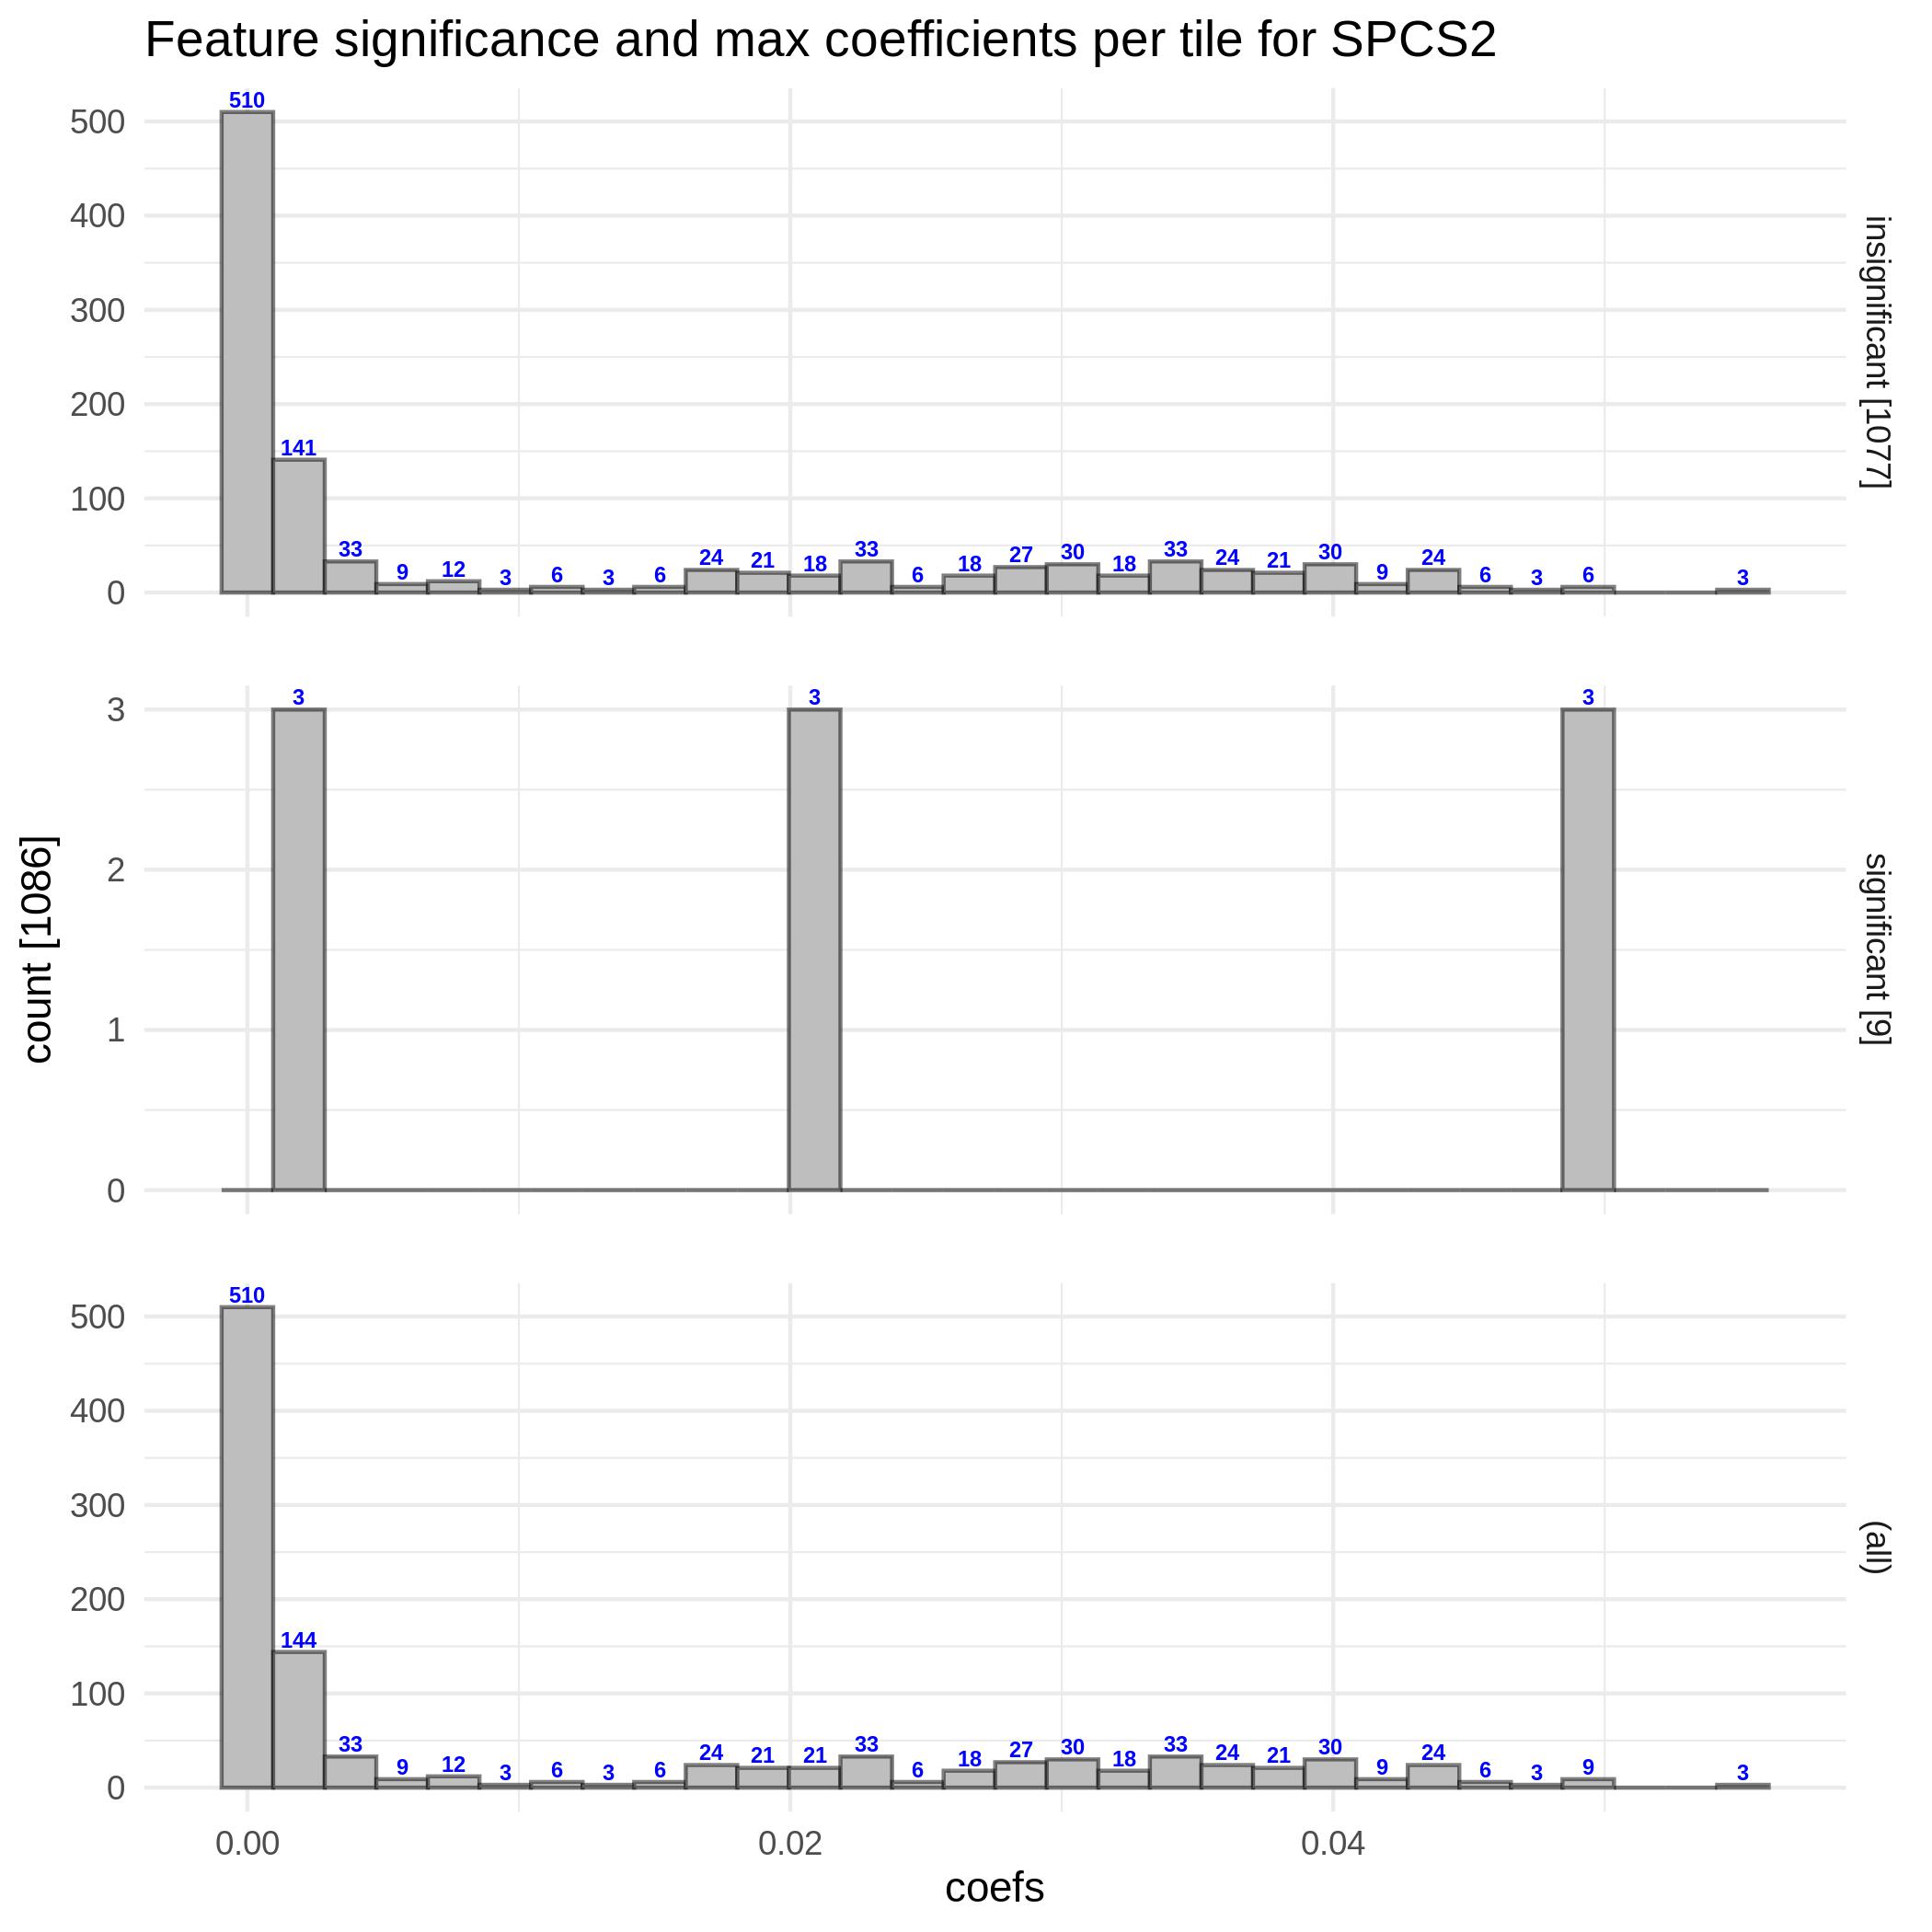 Feature significance and max coefficients per tile for SPCS2
510
500
400
300
200
141
100
33 9 12 3 6 3 6 24 21 18 33 6 18 27 30 18 33 24 21 30 9 24 6 3 6 3
0
insignificant [1077]
3 3 3
3
2
1
0
count [1086]
significant [9]
510
500
400
300
200
144
100
33 9 12 3 6 3 6 24 21 21 33 6 18 27 30 18 33 24 21 30 9 24 6 3 9 3
0
(all)
0.00 0.02 0.04
coefs